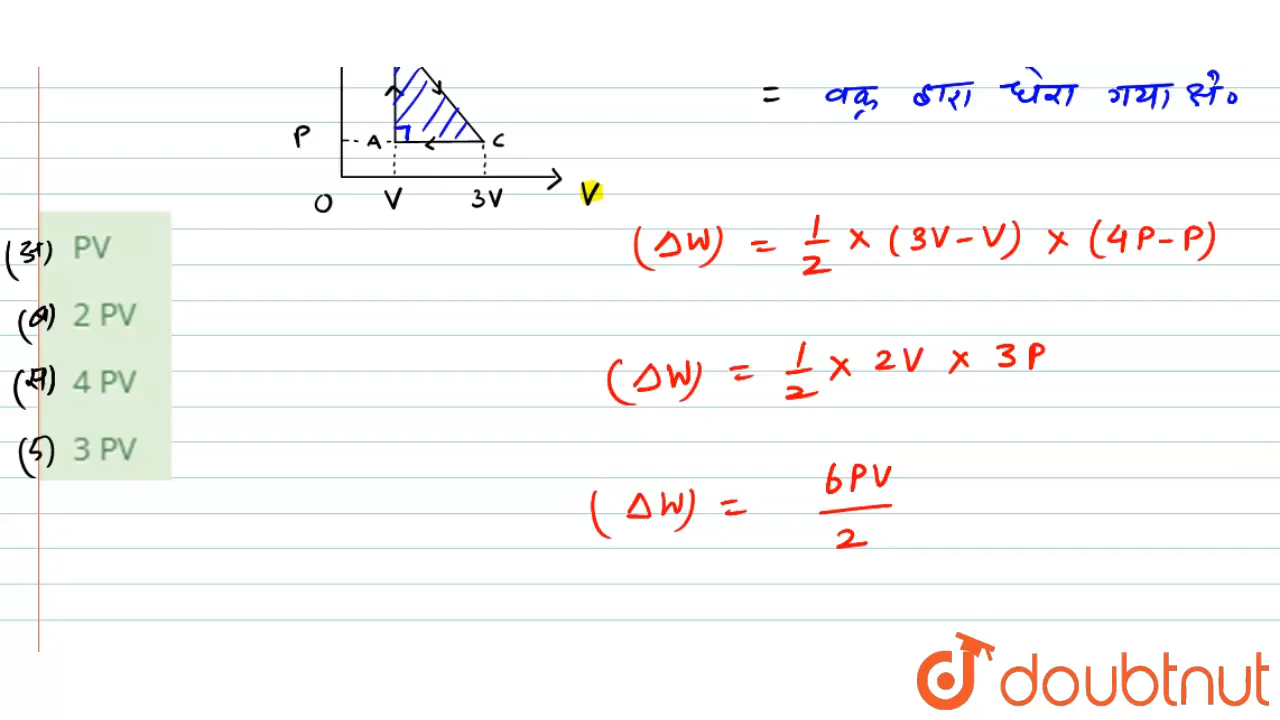 = वक्र द्वारा घेरा गया क्षे०
P A C
O V 3V V
(ΔW) = 1/2 × (3V-V) × (4P-P)
(अ) PV
(ब) 2 PV
(ΔW) = 1/2 × 2V × 3P
(स) 4 PV
(द) 3 PV
(ΔW) = 6PV/2
doubtnut